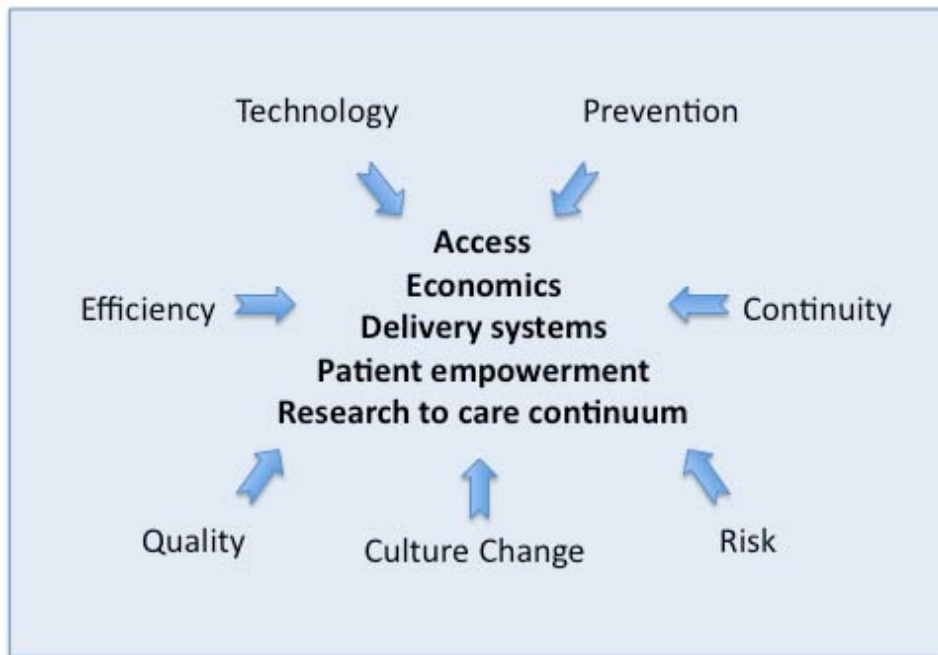 Technology
Prevention
Access
Economics
Efficiency
Continuity
Delivery systems
Patient empowerment
Research to care continuum
Quality
Culture Change
Risk